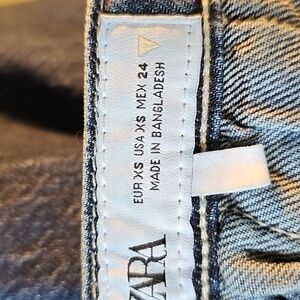 ZARA
EUR XS USA XS MEX 24
MADE IN BANGLADESH